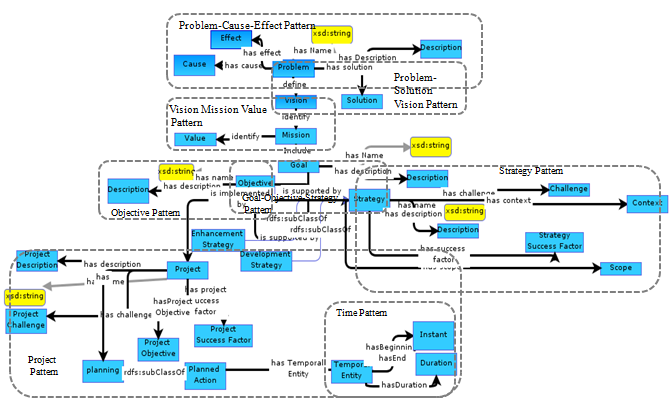 Problem-Cause-Effect Pattern
xsd:string
Effect
has Name
Description
has effect
has Description
Cause
has cause
Problem
has solution
define
Problem-
Solution
Vision Pattern
Vision
Solution
Vision Mission Value
Pattern
identify
Value
identify
Mission
Include
xsd:string
has Name
Goal
xsd:string
has description
Strategy Pattern
has name
has description
Objective
Description
Description
is supported by
has challenge
Challenge
is implemented
Goal-Objective-Strategy
Pattern
Strategy
has context
Context
Objective Pattern
has name
has description
xsd:string
rdfs:subClassOf
rdfs:subClassOf
Description
Enhancement
Strategy
is supported by
Strategy
Success Factor
has success
factor
Project
Description
has description
Development
Strategy
Project
Scope
has
me
xsd:string
has project
success
factor
hasProject
Objective
Time Pattern
Project
Challenge
has challenge
Project
Success Factor
hasBeginning
Instant
hasEnd
Project
Objective
Project
Pattern
planning
rdfs:subClassOf
Planned
Action
has Temporal
Entity
Temporal
Entity
Duration
hasDuration